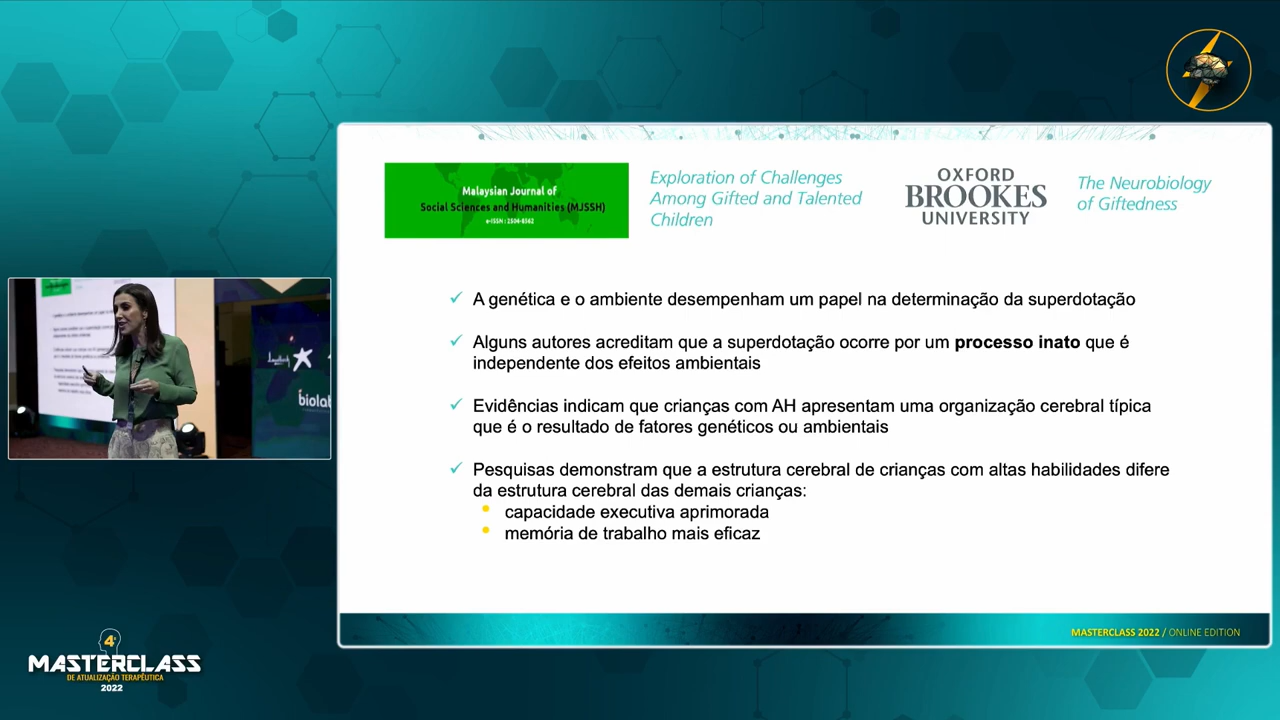 Malaysian Journal of
Social Sciences and Humanities (MJSSH)
e-ISSN : 2504-8562
Exploration of Challenges
Among Gifted and Talented
Children
OXFORD
BROOKES
UNIVERSITY
The Neurobiology
of Giftedness
✓ A genética e o ambiente desempenham um papel na determinação da superdotação
✓ Alguns autores acreditam que a superdotação ocorre por um processo inato que é
independente dos efeitos ambientais
✓ Evidências indicam que crianças com AH apresentam uma organização cerebral típica
que é o resultado de fatores genéticos ou ambientais
✓ Pesquisas demonstram que a estrutura cerebral de crianças com altas habilidades difere
da estrutura cerebral das demais crianças:
• capacidade executiva aprimorada
• memória de trabalho mais eficaz
MASTERCLASS 2022 / ONLINE EDITION
biolab
4ª
MASTERCLASS
DE ATUALIZAÇÃO TERAPÊUTICA
2022